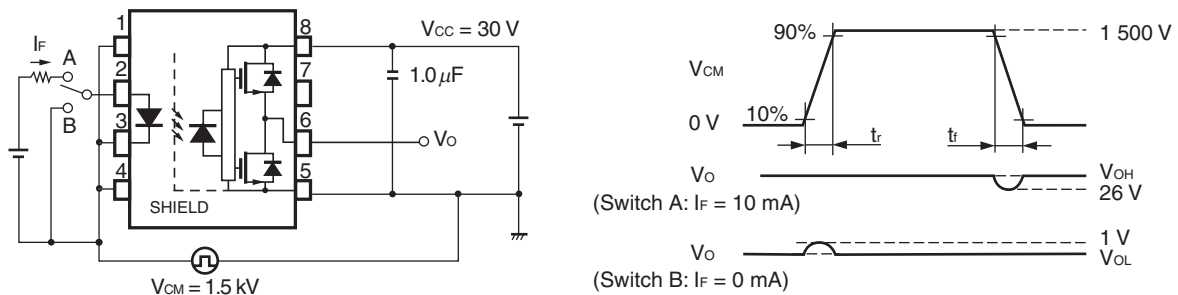 1
8
VCC = 30 V
IF
A
2
7
1.0 μF
B
3
6
VO
4
5
SHIELD
VCM = 1.5 kV
90%
1 500 V
VCM
10%
0 V
tr
tf
VO
VOH
26 V
(Switch A: IF = 10 mA)
1 V
VO
VOL
(Switch B: IF = 0 mA)